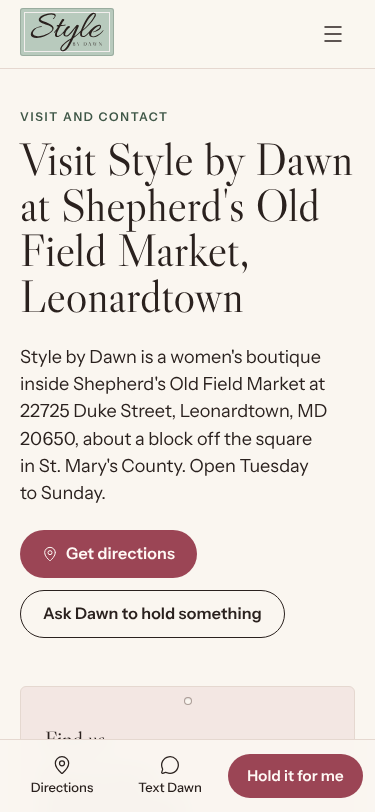 Style
BY DAWN
VISIT AND CONTACT
Visit Style by Dawn
at Shepherd's Old
Field Market,
Leonardtown
Style by Dawn is a women's boutique
inside Shepherd's Old Field Market at
22725 Duke Street, Leonardtown, MD
20650, about a block off the square
in St. Mary's County. Open Tuesday
to Sunday.
Get directions
Ask Dawn to hold something
Find us
Directions
Text Dawn
Hold it for me